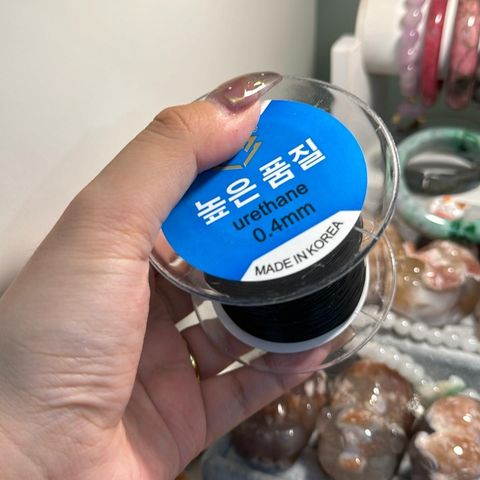 높은 품질
urethane
0.4mm
MADE IN KOREA